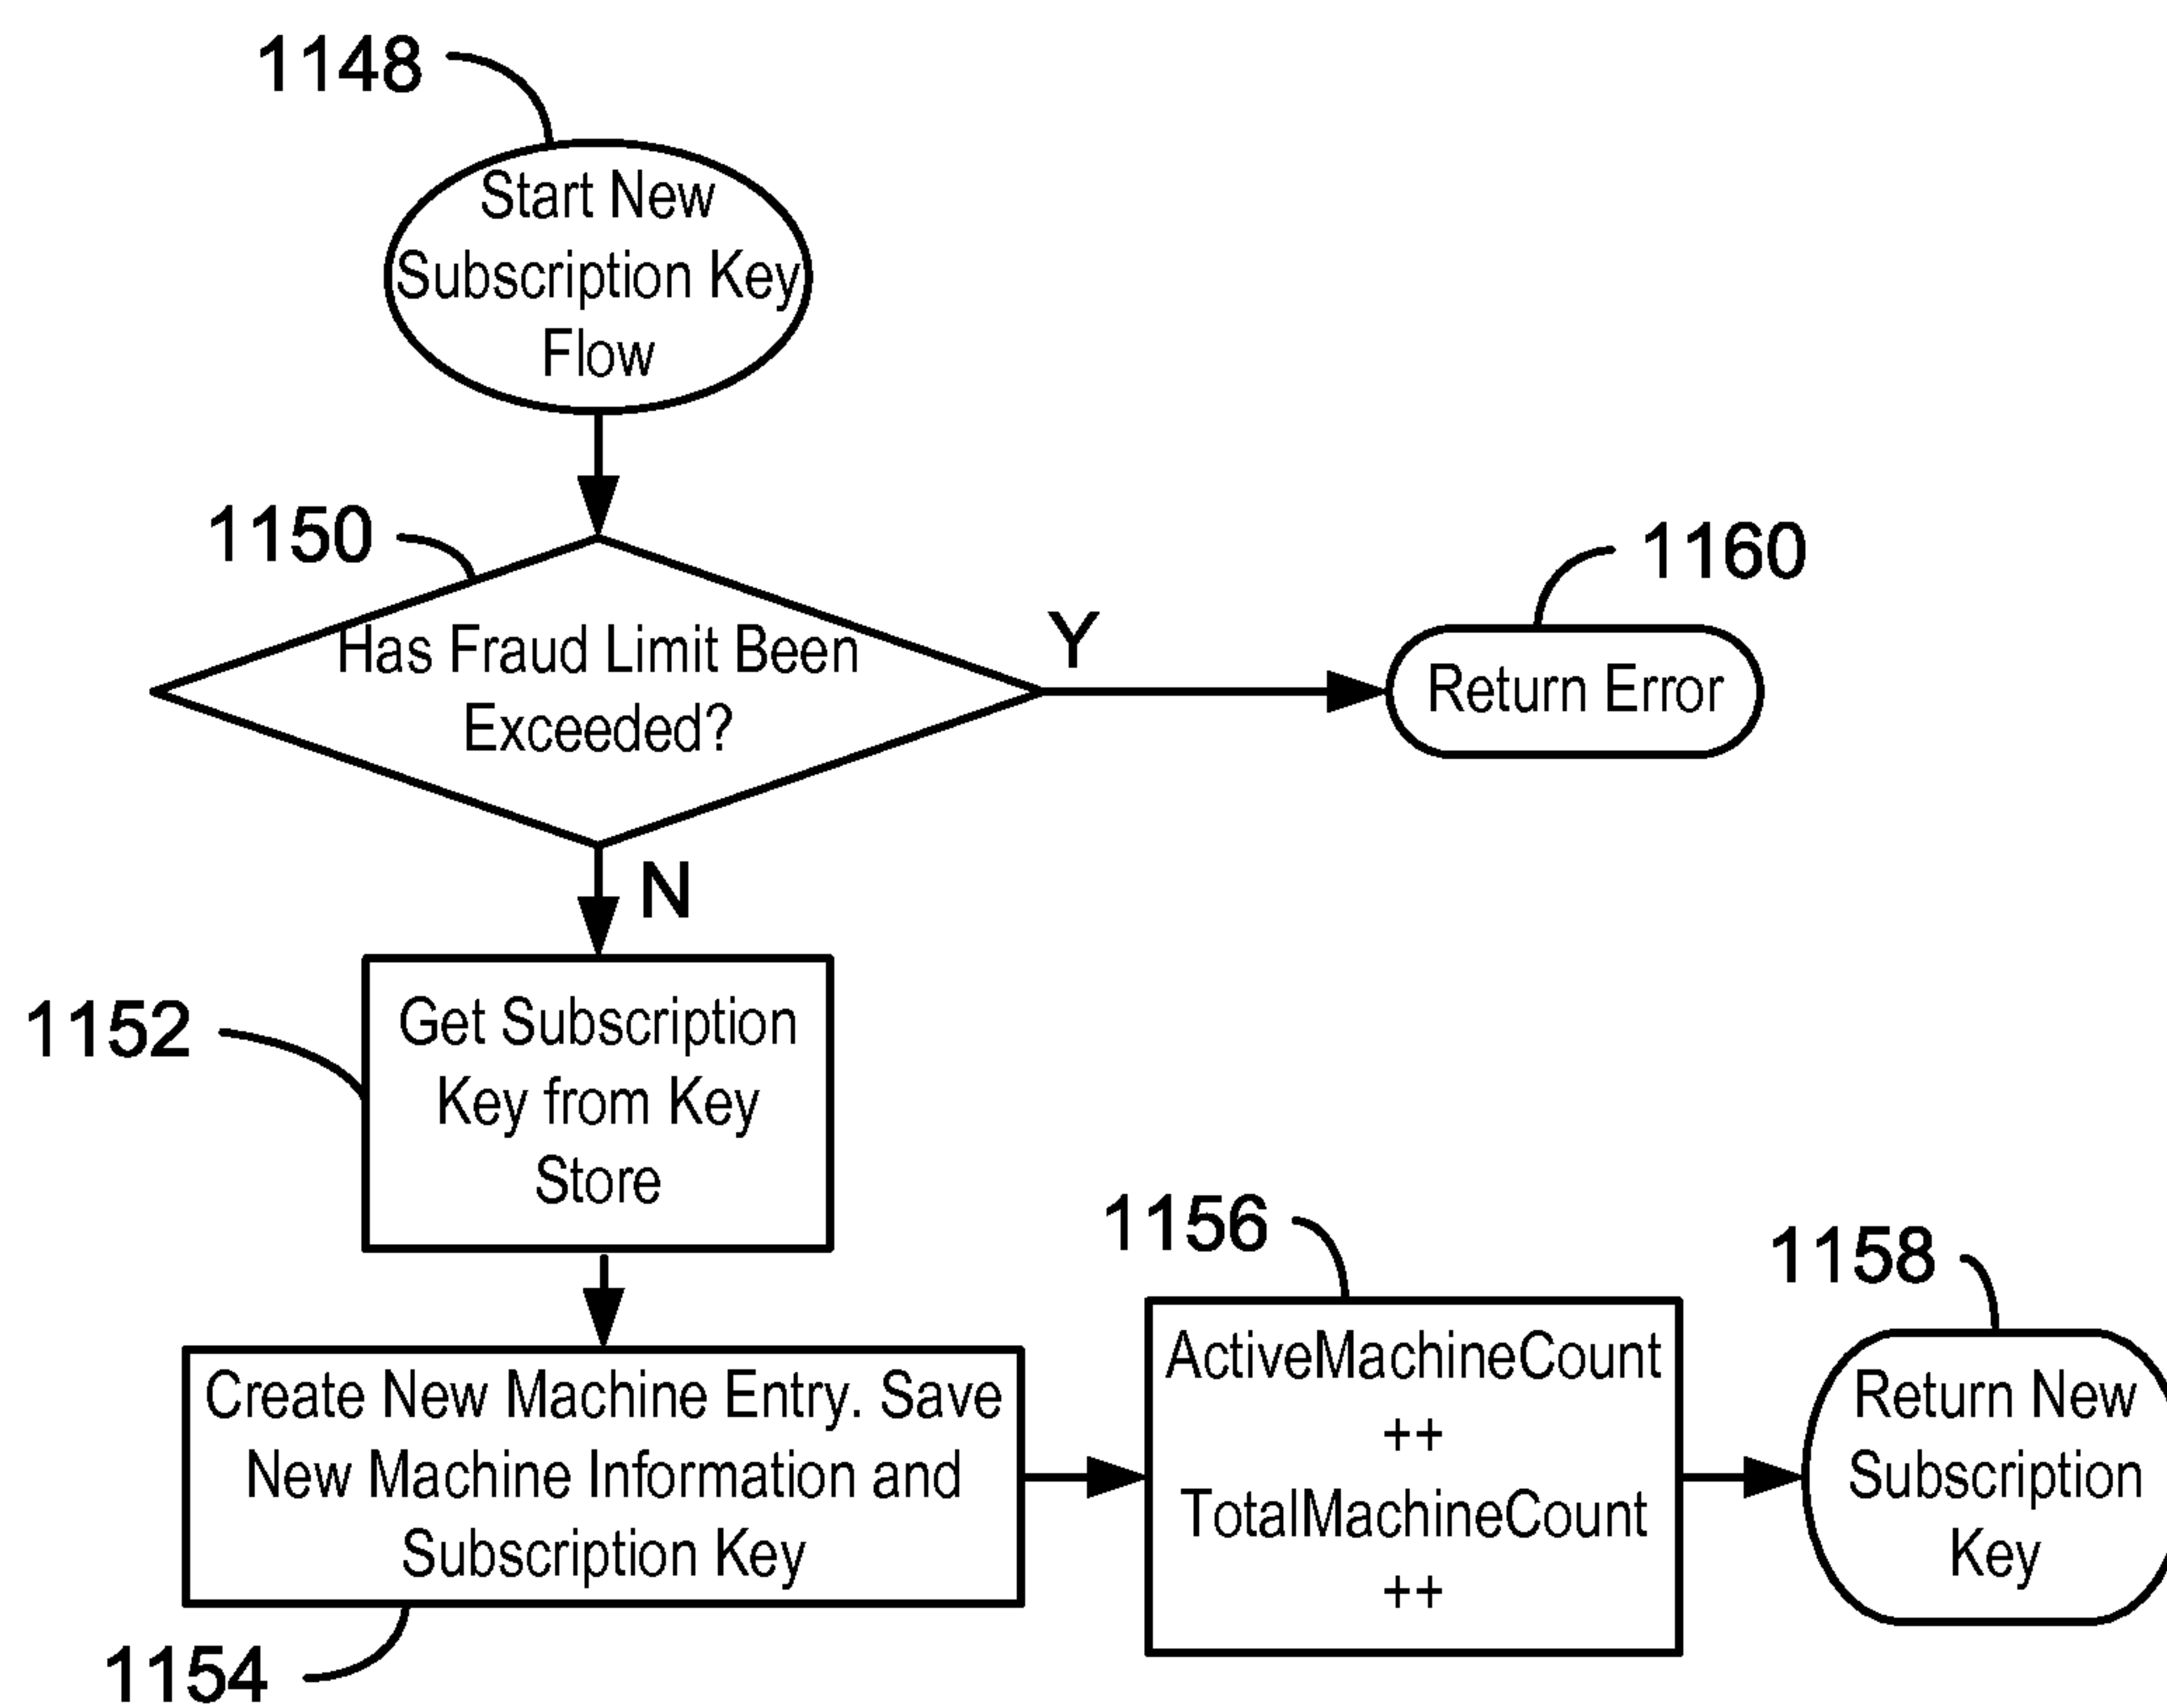 1148
Start New
Subscription Key
Flow
1150
Has Fraud Limit Been
Exceeded?
Y
1160
Return Error
N
1152
Get Subscription
Key from Key
Store
1154
Create New Machine Entry. Save
New Machine Information and
Subscription Key
1156
ActiveMachineCount
++
TotalMachineCount
++
1158
Return New
Subscription
Key